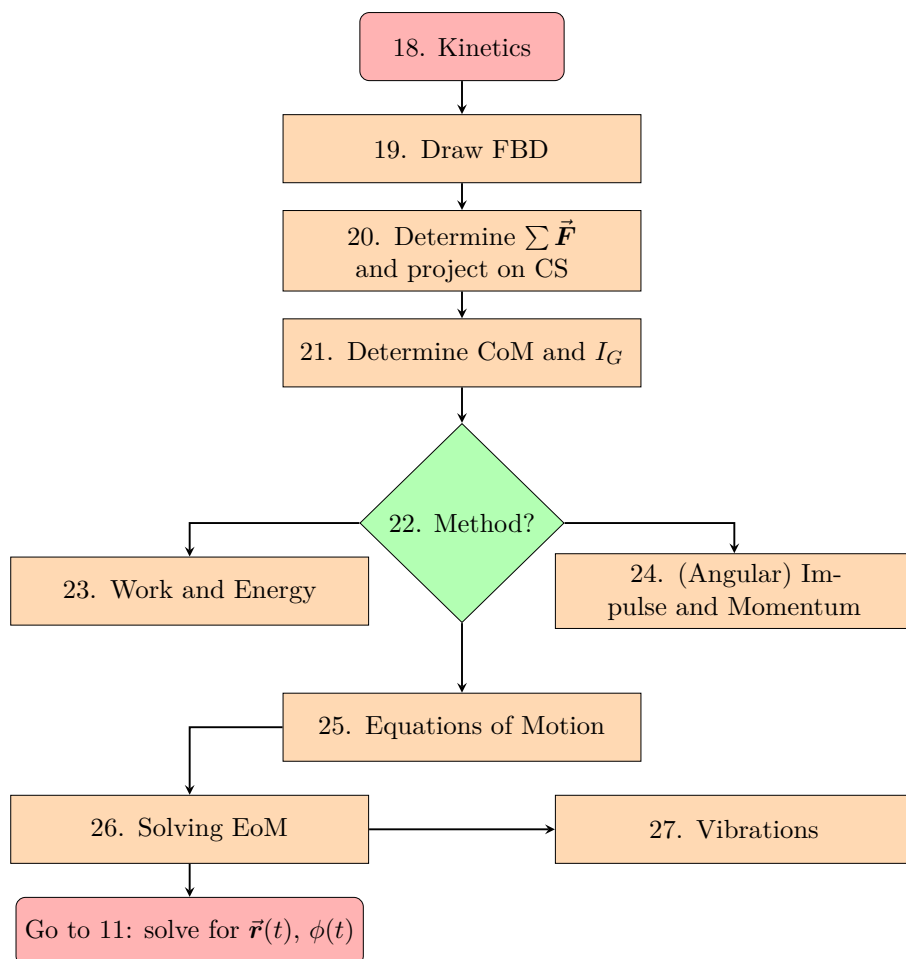 18. Kinetics
19. Draw FBD
20. Determine ∑ F⃗
and project on CS
21. Determine CoM and I_G
22. Method?
23. Work and Energy
24. (Angular) Im-
pulse and Momentum
25. Equations of Motion
26. Solving EoM
27. Vibrations
Go to 11: solve for r⃗(t), ϕ(t)